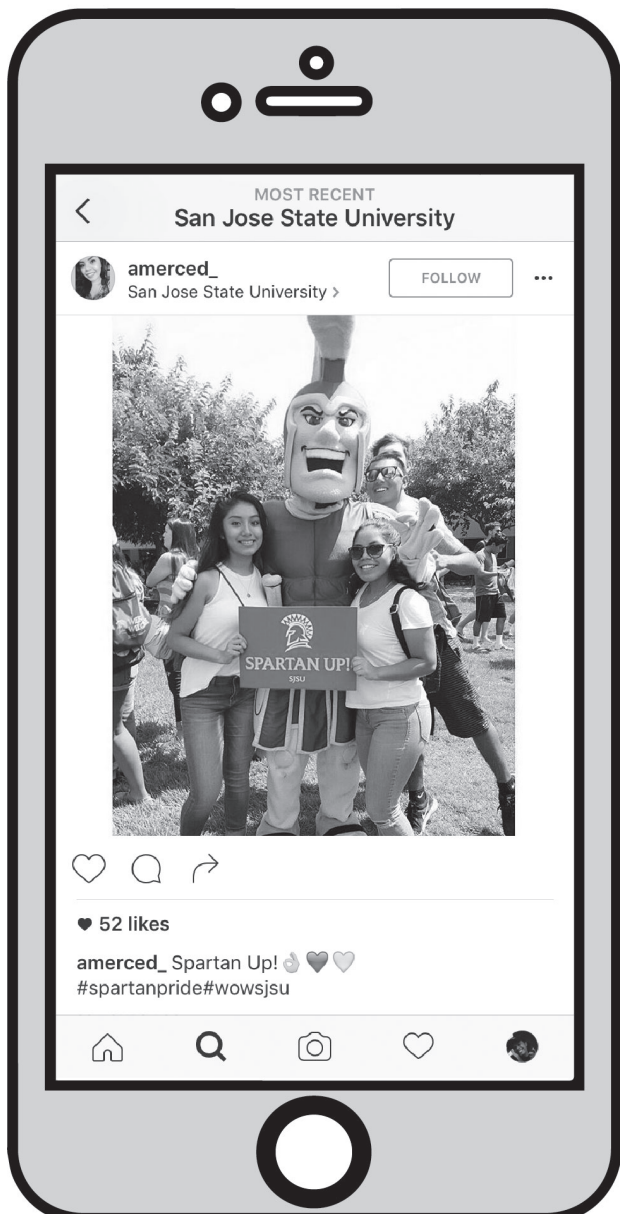 MOST RECENT
San Jose State University
amerced_
San Jose State University >
FOLLOW
SPARTAN UP!
SJSU
52 likes
amerced_ Spartan Up! 👌🖤🤍
#spartanpride#wowsjsu